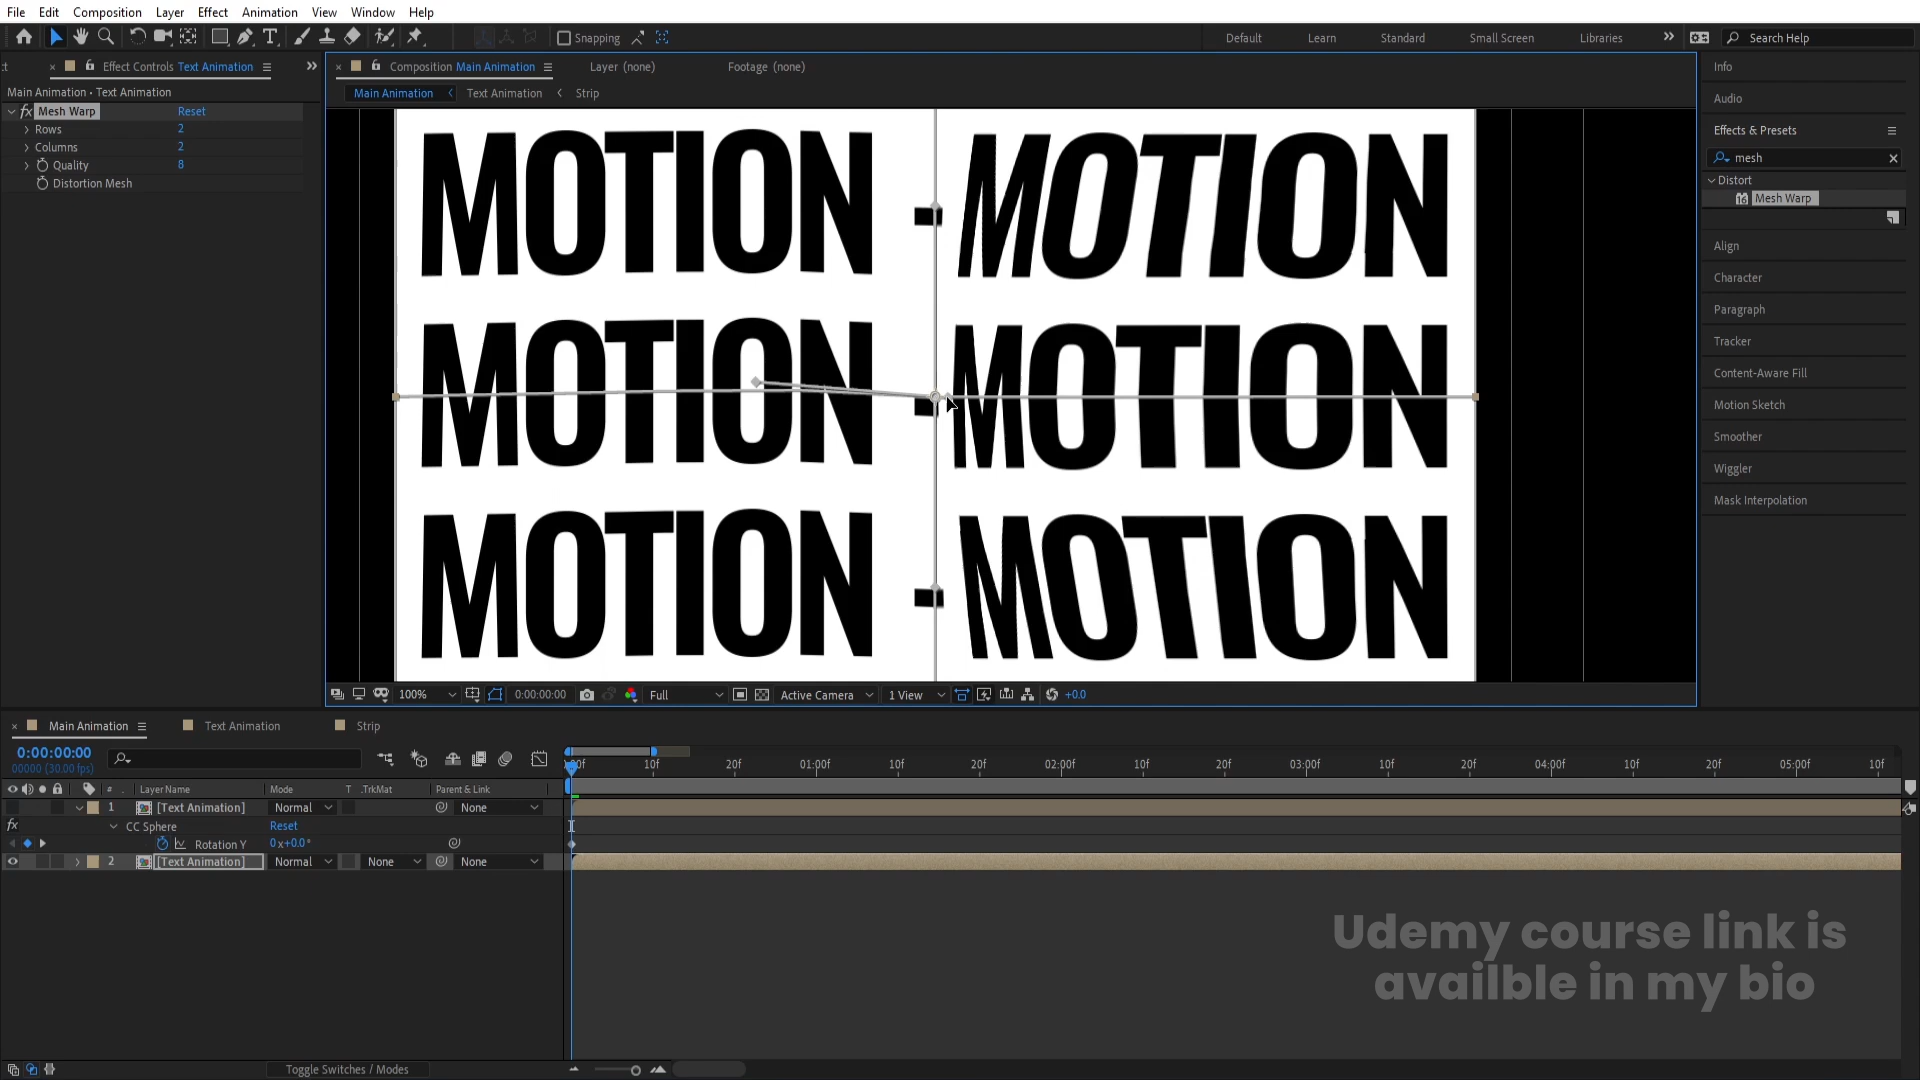 File Edit Composition Layer Effect Animation View Window Help
Snapping Default Learn Standard Small Screen Libraries Search Help
Effect Controls Text Animation
Main Animation • Text Animation
fx Mesh Warp Reset
Rows 2
Columns 2
Quality 8
Distortion Mesh
Composition Main Animation Layer (none) Footage (none)
Main Animation Text Animation Strip
MOTION - MOTION
MOTION - MOTION
MOTION - MOTION
100% 0:00:00:00 Full Active Camera 1 View +0.0
Info
Audio
Effects & Presets
mesh
Distort
Mesh Warp
Align
Character
Paragraph
Tracker
Content-Aware Fill
Motion Sketch
Smoother
Wiggler
Mask Interpolation
Main Animation Text Animation Strip
0:00:00:00
00000 (30.00 fps)
10f 20f 01:00f 10f 20f 02:00f 10f 20f 03:00f 10f 20f 04:00f 10f 20f 05:00f 10f
# Layer Name Mode T .TrkMat Parent & Link
1 [Text Animation] Normal None
fx CC Sphere Reset
Rotation Y 0x+0.0°
2 [Text Animation] Normal None None
Udemy course link is
availble in my bio
Toggle Switches / Modes